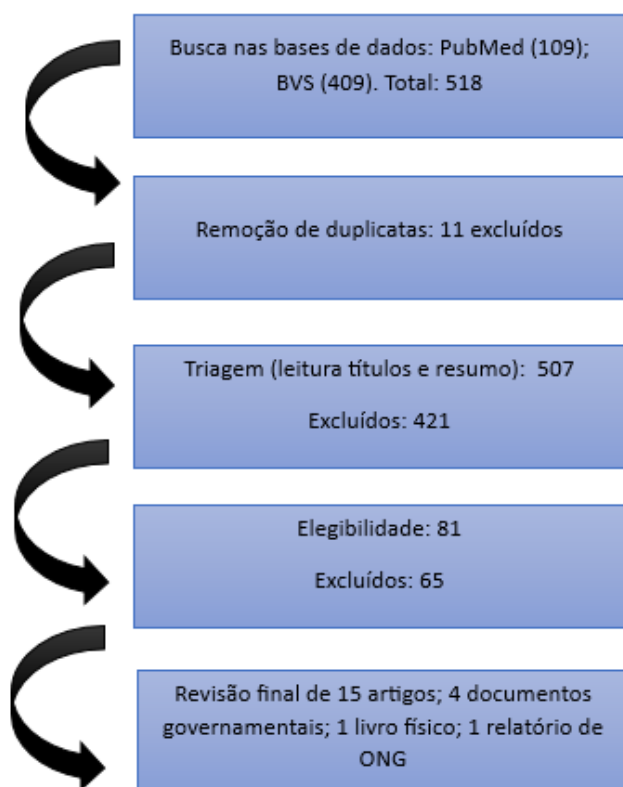 Busca nas bases de dados: PubMed (109);
BVS (409). Total: 518
Remoção de duplicatas: 11 excluídos
Triagem (leitura títulos e resumo): 507
Excluídos: 421
Elegibilidade: 81
Excluídos: 65
Revisão final de 15 artigos; 4 documentos
governamentais; 1 livro físico; 1 relatório de
ONG